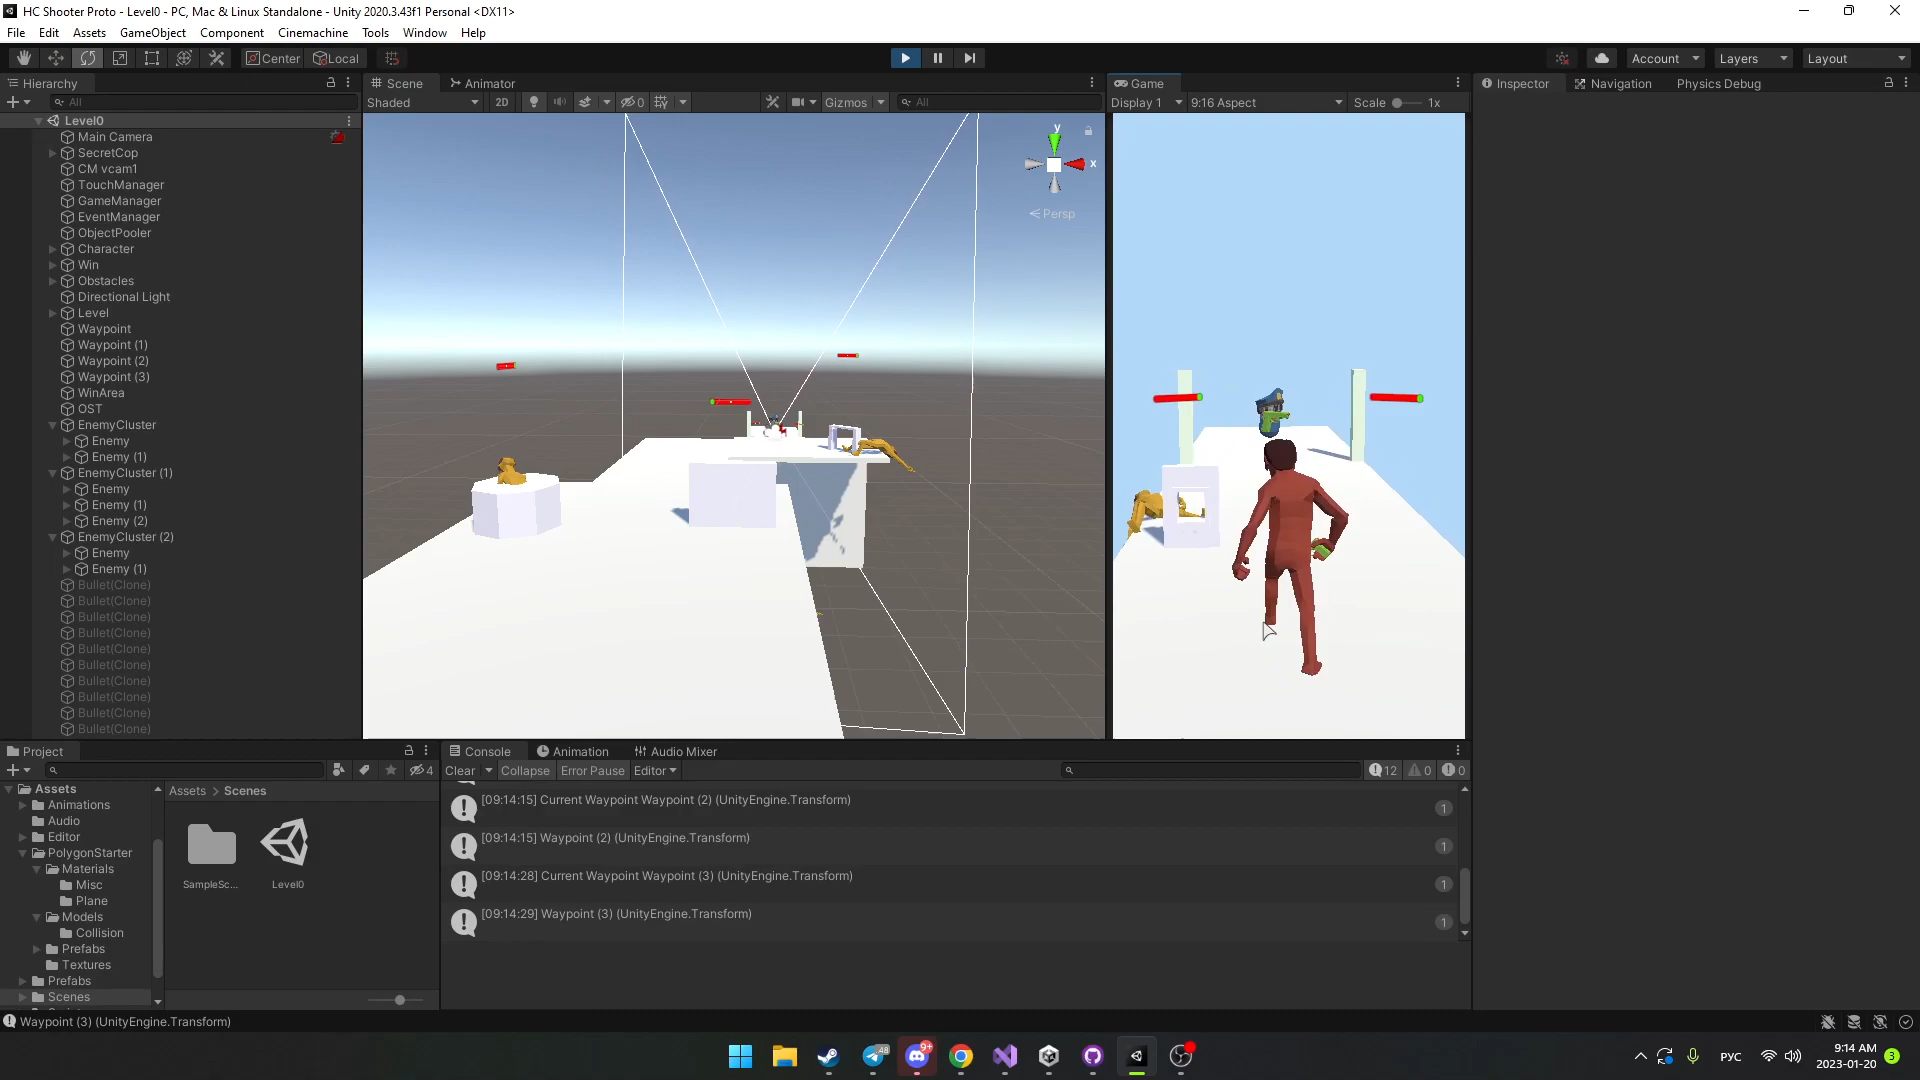 HC Shooter Proto - Level0 - PC, Mac & Linux Standalone - Unity 2020.3.43f1 Personal <DX11>
File Edit Assets GameObject Component Cinemachine Tools Window Help
Center Local Account Layers Layout
Hierarchy
All
Level0
Main Camera
SecretCop
CM vcam1
TouchManager
GameManager
EventManager
ObjectPooler
Character
Win
Obstacles
Directional Light
Level
Waypoint
Waypoint (1)
Waypoint (2)
Waypoint (3)
WinArea
OST
EnemyCluster
Enemy
Enemy (1)
EnemyCluster (1)
Enemy
Enemy (1)
Enemy (2)
EnemyCluster (2)
Enemy
Enemy (1)
Bullet(Clone)
Bullet(Clone)
Bullet(Clone)
Bullet(Clone)
Bullet(Clone)
Bullet(Clone)
Bullet(Clone)
Bullet(Clone)
Bullet(Clone)
Bullet(Clone)
Scene Animator
Shaded 2D 0 Gizmos All
y
x
Persp
Game
Display 1 9:16 Aspect Scale 1x
Inspector Navigation Physics Debug
Project
4
Assets
Animations
Audio
Editor
PolygonStarter
Materials
Misc
Plane
Models
Collision
Prefabs
Textures
Prefabs
Scenes
Assets > Scenes
SampleSc... Level0
Console Animation Audio Mixer
Clear Collapse Error Pause Editor 12 0 0
[09:14:15] Current Waypoint Waypoint (2) (UnityEngine.Transform) 1
[09:14:15] Waypoint (2) (UnityEngine.Transform) 1
[09:14:28] Current Waypoint Waypoint (3) (UnityEngine.Transform) 1
[09:14:29] Waypoint (3) (UnityEngine.Transform) 1
Waypoint (3) (UnityEngine.Transform)
48 9+ РУС 9:14 AM
2023-01-20 3